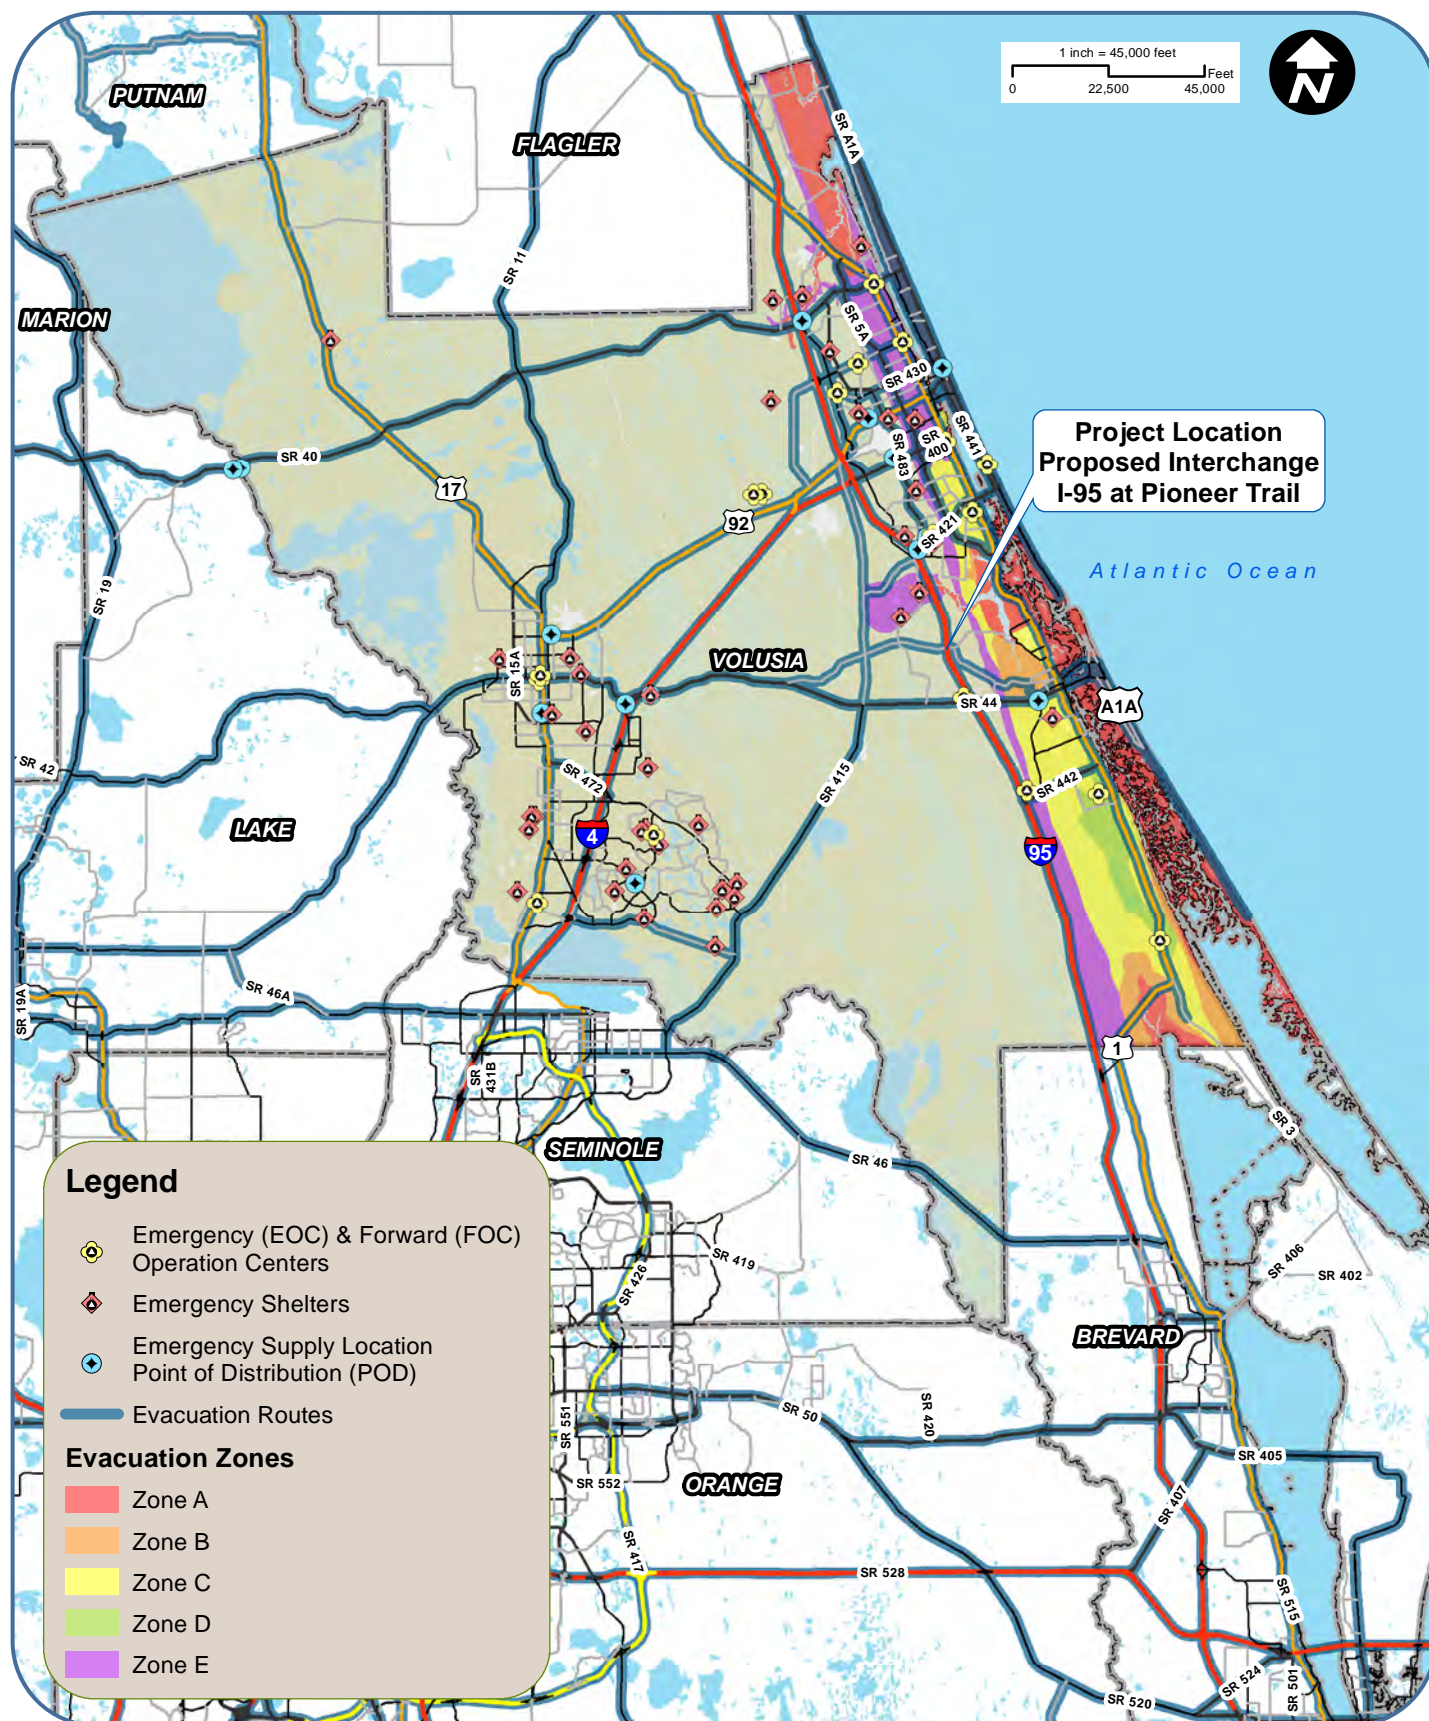 1 inch = 45,000 feet
Feet
0 22,500 45,000
N
PUTNAM
FLAGLER
SR A1A
SR 11
MARION
SR 5A
SR 430
SR 441
SR 400
SR 483
Project Location
Proposed Interchange
I-95 at Pioneer Trail
SR 40
17
92
SR 421
Atlantic Ocean
SR 19
SR 15A
VOLUSIA
SR 44
A1A
SR 42
SR 472
SR 415
SR 442
LAKE
4
95
SR 46A
SR 19A
1
SR 431B
SR 3
SEMINOLE
SR 46
SR 419
SR 426
SR 406
SR 402
BREVARD
SR 50
SR 420
SR 551
SR 405
SR 552
ORANGE
SR 407
SR 417
SR 528
SR 515
SR 524
SR 501
SR 520
Legend
Emergency (EOC) & Forward (FOC)
Operation Centers
Emergency Shelters
Emergency Supply Location
Point of Distribution (POD)
Evacuation Routes
Evacuation Zones
Zone A
Zone B
Zone C
Zone D
Zone E